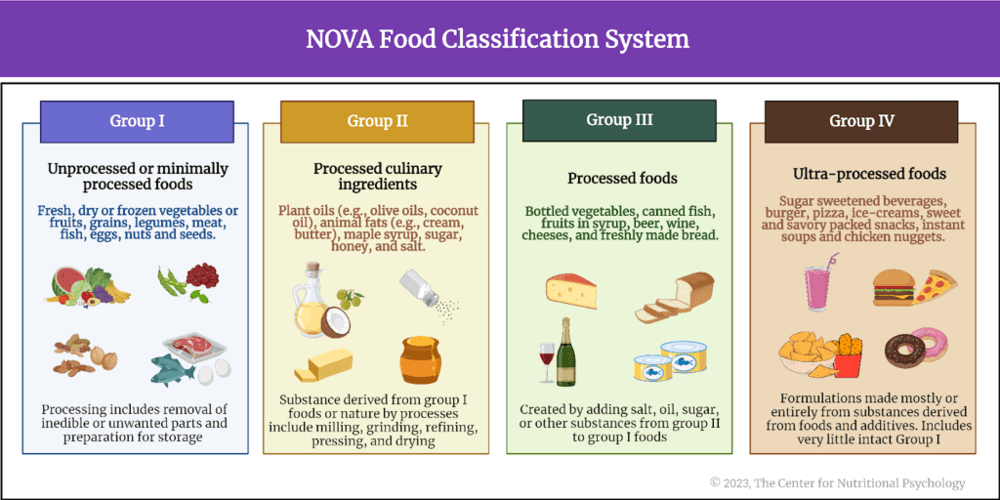 NOVA Food Classification System
Group I
Unprocessed or minimally
processed foods
Fresh, dry or frozen vegetables or
fruits, grains, legumes, meat,
fish, eggs, nuts and seeds.
Processing includes removal of
inedible or unwanted parts and
preparation for storage
Group II
Processed culinary
ingredients
Plant oils (e.g., olive oils, coconut
oil), animal fats (e.g., cream,
butter), maple syrup, sugar,
honey, and salt.
Substance derived from group I
foods or nature by processes
include milling, grinding, refining,
pressing, and drying
Group III
Processed foods
Bottled vegetables, canned fish,
fruits in syrup, beer, wine,
cheeses, and freshly made bread.
Created by adding salt, oil, sugar,
or other substances from group II
to group I foods
Group IV
Ultra-processed foods
Sugar sweetened beverages,
burger, pizza, ice-creams, sweet
and savory packed snacks, instant
soups and chicken nuggets.
Formulations made mostly or
entirely from substances derived
from foods and additives. Includes
very little intact Group I
© 2023, The Center for Nutritional Psychology